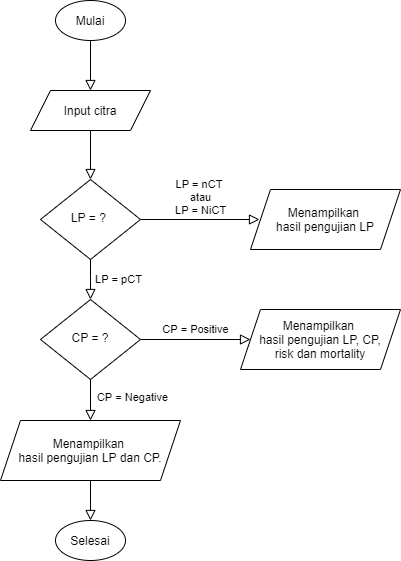 Mulai
Input citra
LP = ?
LP = nCT
atau
LP = NiCT
Menampilkan
hasil pengujian LP
LP = pCT
CP = ?
CP = Positive
Menampilkan
hasil pengujian LP, CP,
risk dan mortality
CP = Negative
Menampilkan
hasil pengujian LP dan CP.
Selesai